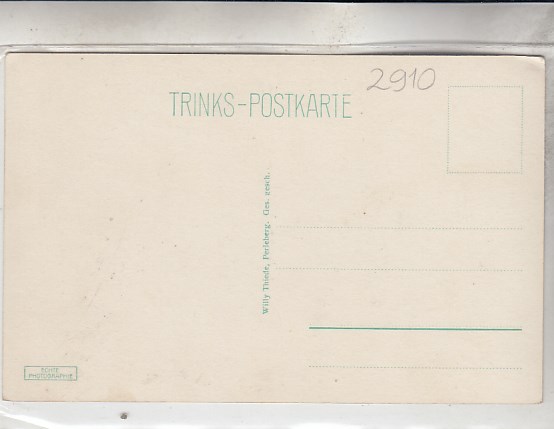 2910
TRINKS-POSTKARTE
Willy Thiede, Perleberg. Ges. gesch.
ECHTE
PHOTOGRAPHIE